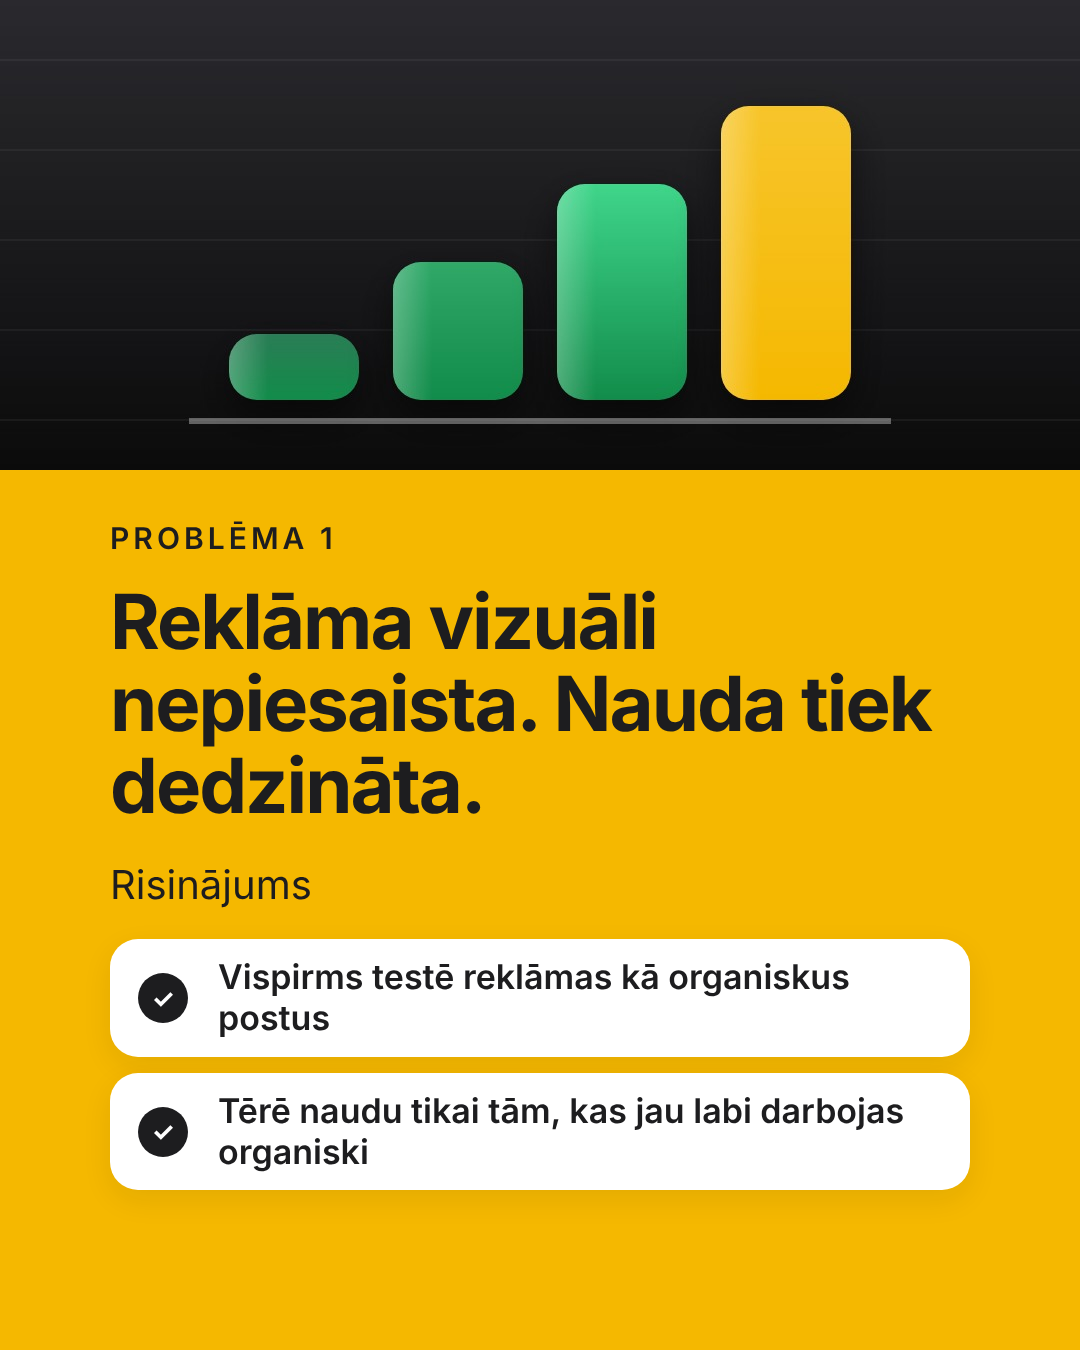 PROBLĒMA 1
Reklāma vizuāli
nepiesaista. Nauda tiek
dedzināta.
Risinājums
Vispirms testē reklāmas kā organiskus
postus
Tērē naudu tikai tām, kas jau labi darbojas
organiski